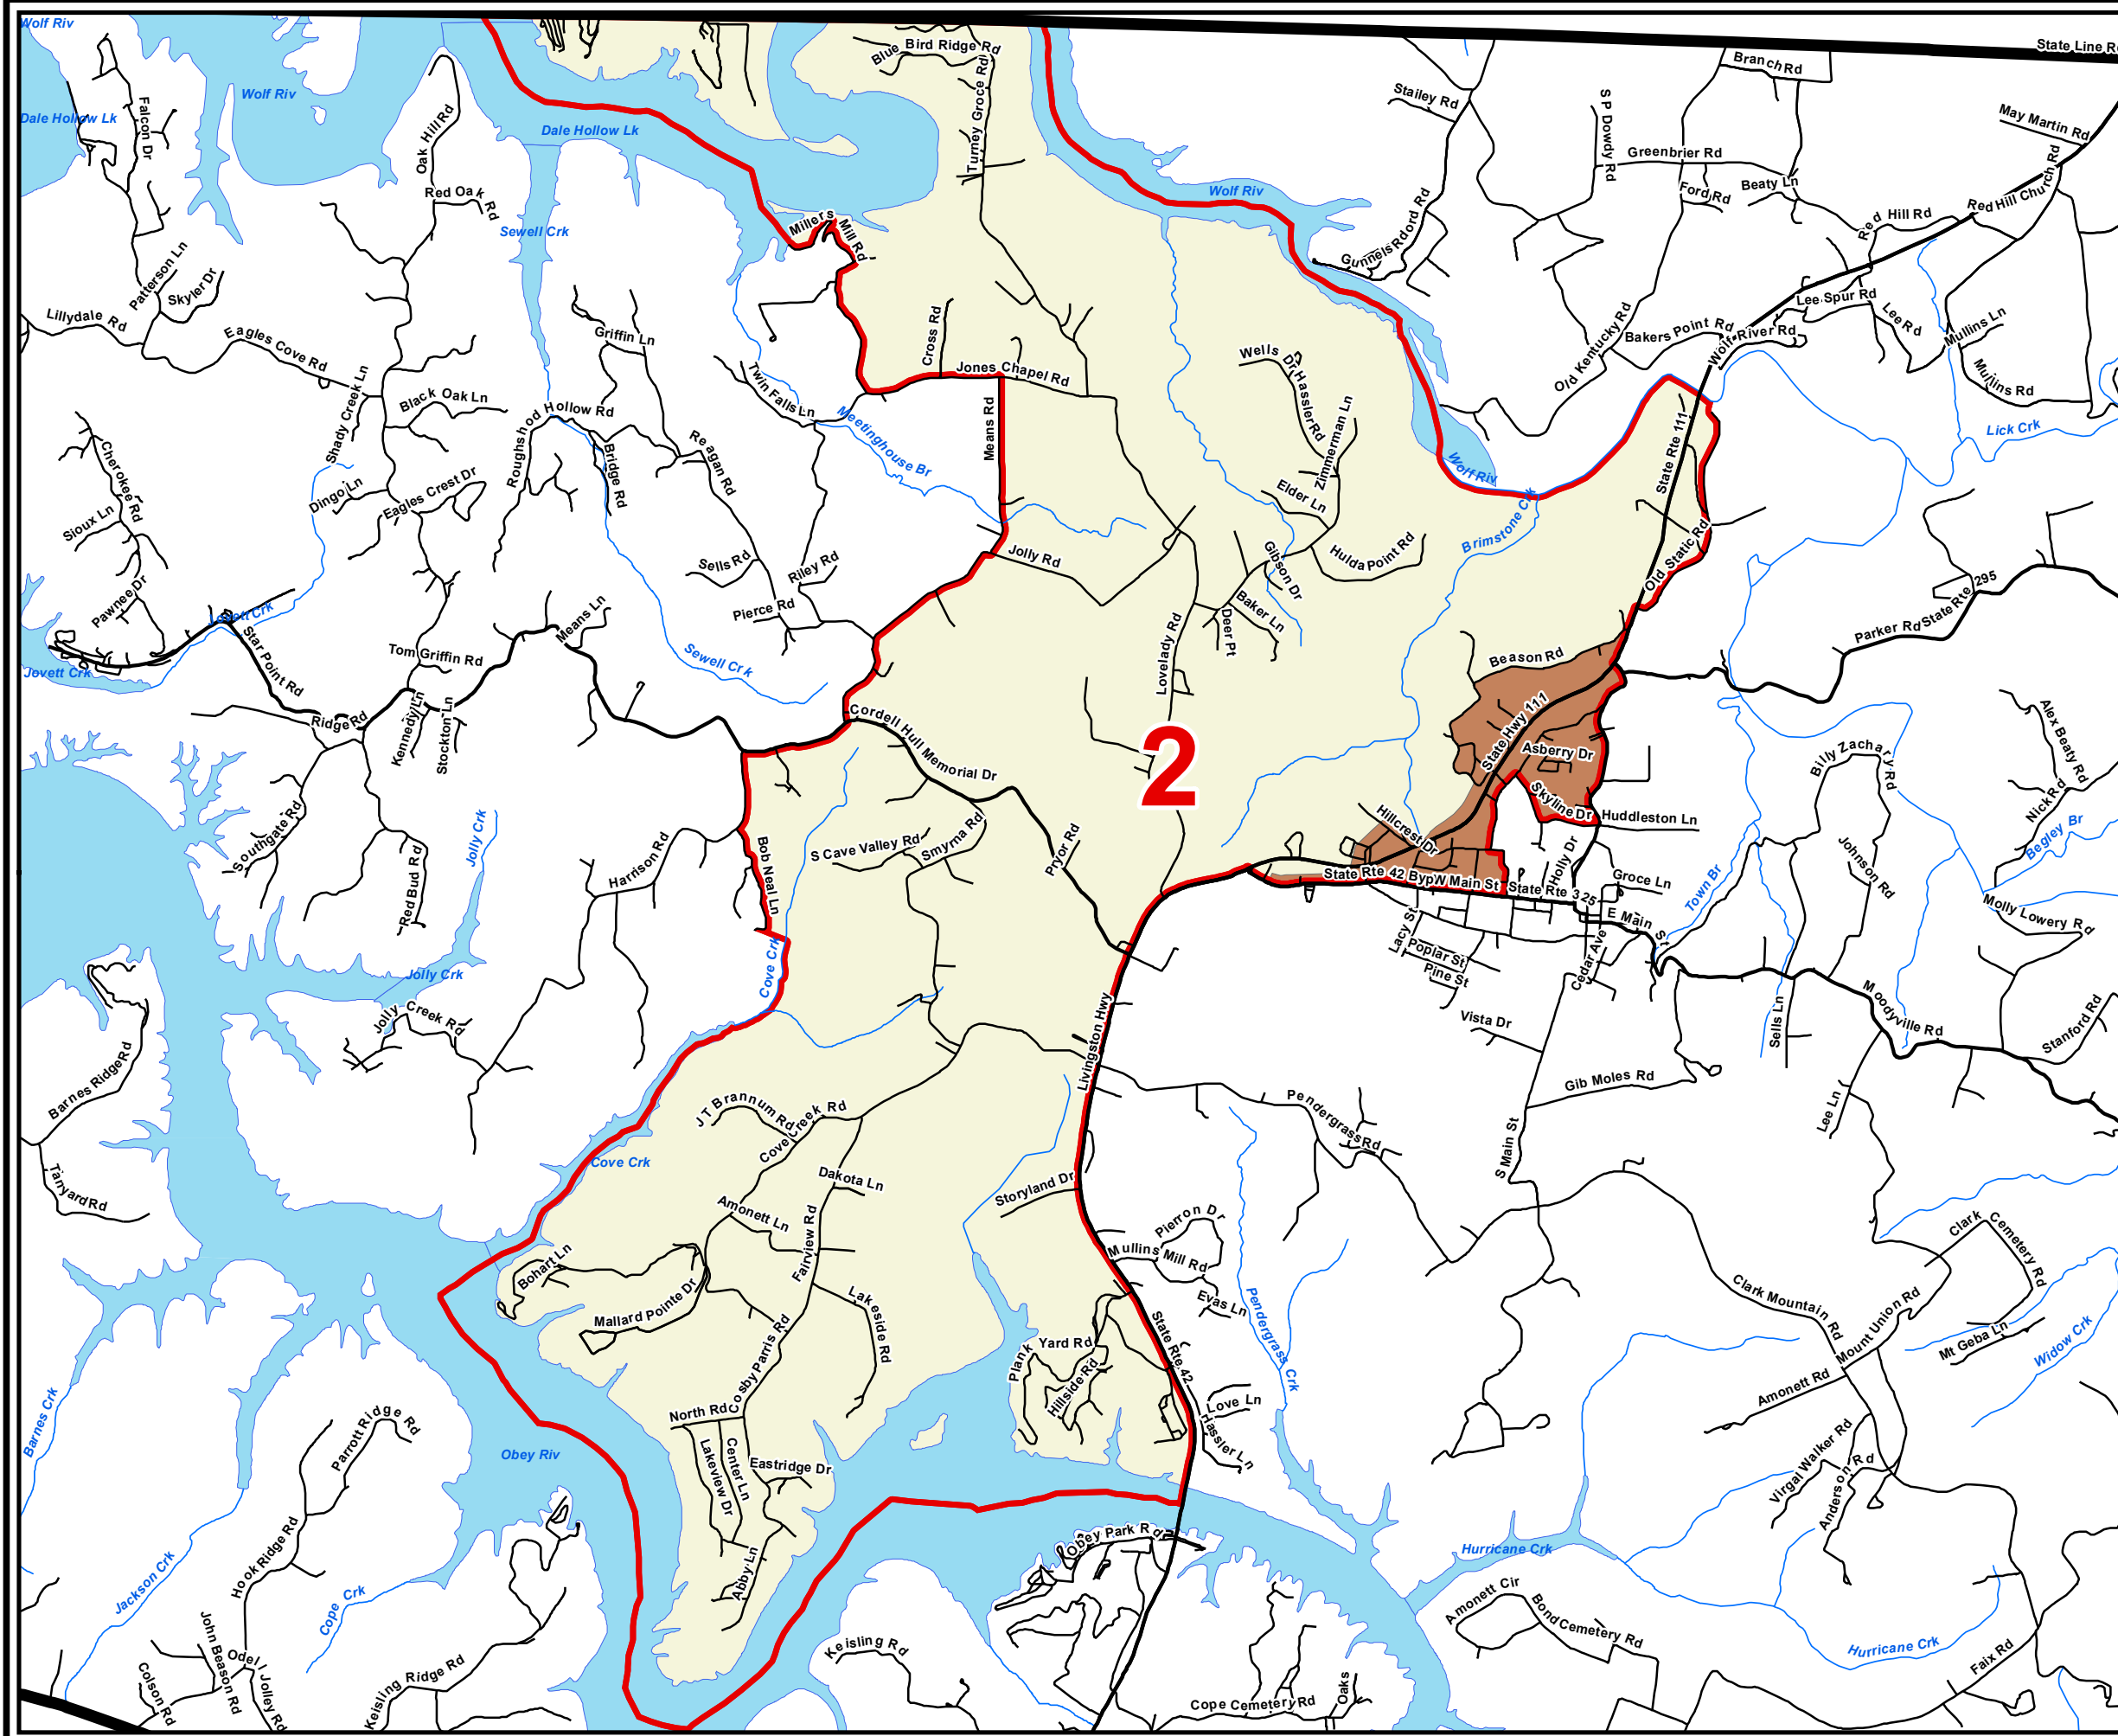 Wolf Riv
State Line Rd
Blue Bird Ridge Rd
Branch Rd
Wolf Riv
Stailey Rd
S P Dowdy Rd
May Martin Rd
Dale Hollow Lk
Falcon Dr
Oak Hill Rd
Dale Hollow Lk
Turney Groce Rd
Greenbrier Rd
Red Oak Rd
Wolf Riv
Ford Rd
Beaty Ln
Red Hill Church Rd
Sewell Crk
Millers Mill Rd
Gunnels Rd
Red Hill Rd
Patterson Ln
Skyler Dr
Lee Spur Rd
Lillydale Rd
Eagles Cove Rd
Griffin Ln
Cross Rd
Old Kentucky Rd
Bakers Point Rd
Wolf River Rd
Lee Rd
Mullins Ln
Jones Chapel Rd
Wells Dr
Hassler Rd
Twin Falls Ln
Mullins Rd
Shady Creek Ln
Black Oak Ln
Roughshod Hollow Rd
Meetinghouse Br
Means Rd
Zimmerman Ln
State Rte 111
Lick Crk
Cherokee Rd
Bridge Rd
Reagan Rd
Wolf Riv
Dingo Ln
Eagles Crest Dr
Elder Ln
Sioux Ln
Brimstone Crk
Sells Rd
Riley Rd
Jolly Rd
Gibson Dr
Hulda Point Rd
Old Static Rd
Pawnee Dr
Pierce Rd
Baker Ln
Deer Pt
State Rte 295
Parker Rd
Jovett Crk
Star Point Rd
Means Ln
Lovelady Rd
Tom Griffin Rd
Sewell Crk
Beason Rd
Jovett Crk
Ridge Rd
Kennedy Ln
Stockton Ln
Cordell Hull Memorial Dr
State Hwy 111
Alex Beaty Rd
2
Asberry Dr
Billy Zachary Rd
Nick Rd
Skyline Dr
Huddleston Ln
Begley Br
Southgate Rd
Jolly Crk
Red Bud Rd
Harrison Rd
Bob Neal Ln
S Cave Valley Rd
Smyrna Rd
Pryor Rd
Hillcrest Dr
Holly Dr
Johnson Rd
State Rte 42 Byp
W Main St
State Rte 325
Groce Ln
Town Br
Molly Lowery Rd
E Main St
Lacy St
Poplar St
Pine St
Cedar Ave
Jolly Crk
Cove Crk
Jolly Creek Rd
Livingston Hwy
Vista Dr
Sells Ln
Moodyville Rd
Stanford Rd
Barnes Ridge Rd
Gib Moles Rd
J T Brannum Rd
Cove Creek Rd
Pendergrass Rd
Lee Ln
S Main St
Cove Crk
Tanyard Rd
Dakota Ln
Storyland Dr
Amonett Ln
Fairview Rd
Pierron Dr
Mullins Mill Rd
Clark Cemetery Rd
Bohart Ln
Mallard Pointe Dr
Lakeside Rd
Evas Ln
Pendergrass Crk
Clark Mountain Rd
Mount Union Rd
Mt Geba Ln
Widow Crk
Cosby Parris Rd
Plank Yard Rd
Hillside Rd
State Rte 42
Barnes Crk
Parrott Ridge Rd
North Rd
Love Ln
Hassler Ln
Amonett Rd
Obey Riv
Lakeview Dr
Center Ln
Eastridge Dr
Virgal Walker Rd
Anderson Rd
Hook Ridge Rd
Obey Park Rd
Hurricane Crk
Jackson Crk
Cope Crk
Abby Ln
Amonett Cir
Bond Cemetery Rd
Colson Rd
John Beason Rd
Odell Jolley Rd
Keisling Ridge Rd
Keisling Rd
Hurricane Crk
Faix Rd
Cope Cemetery Rd
Oaks